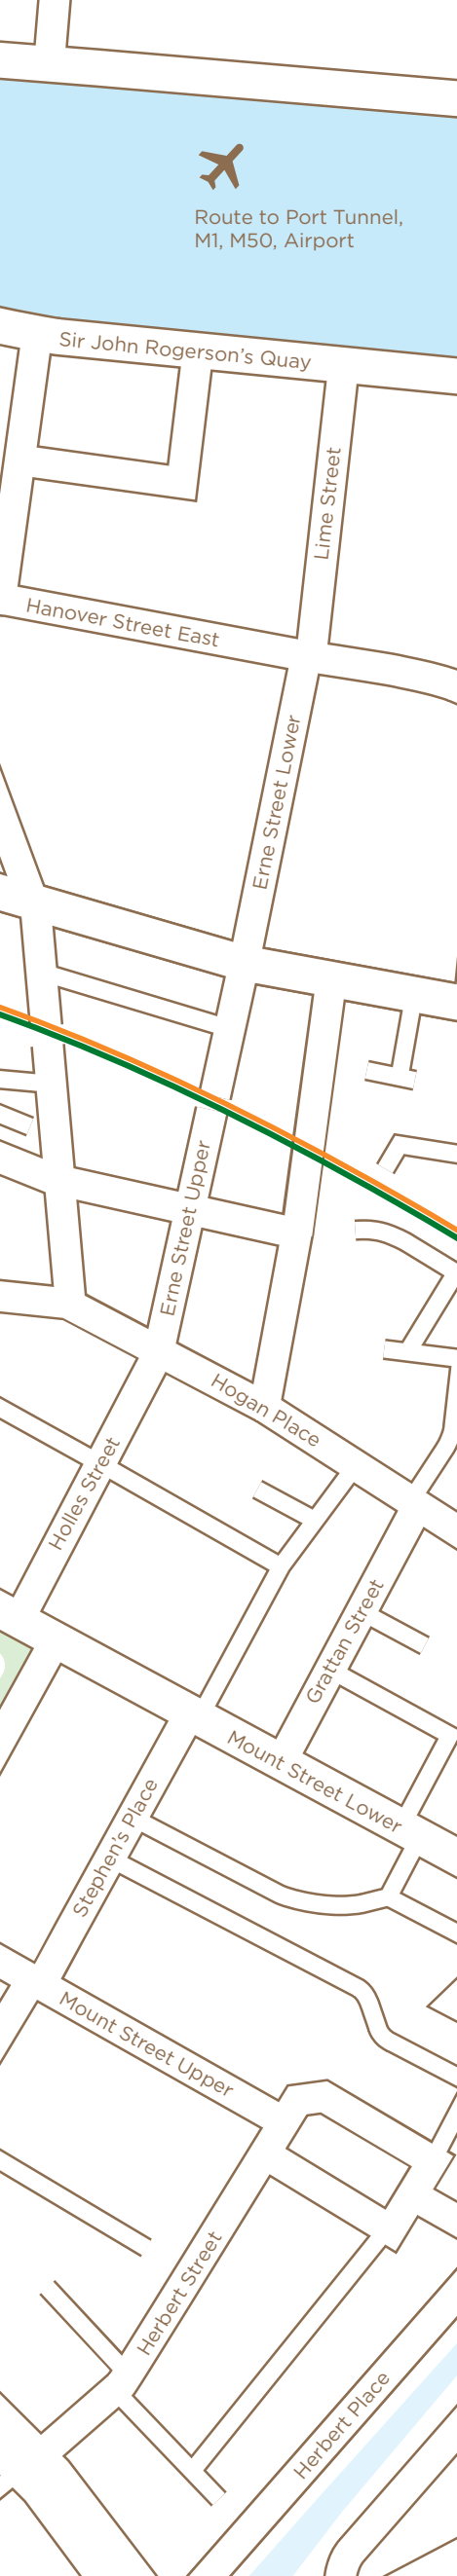 Route to Port Tunnel,
M1, M50, Airport
Sir John Rogerson's Quay
Lime Street
Hanover Street East
Erne Street Lower
Erne Street Upper
Hogan Place
Holles Street
Grattan Street
Mount Street Lower
Stephen's Place
Mount Street Upper
Herbert Street
Herbert Place